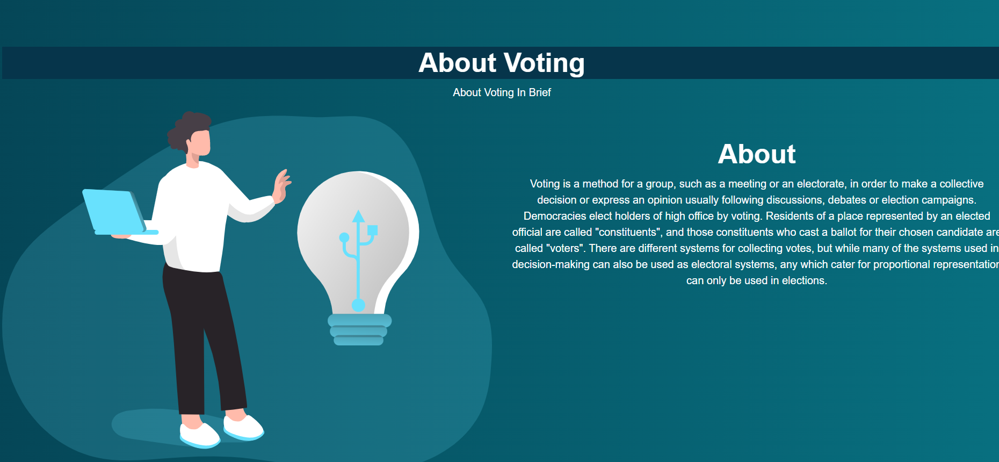 About Voting
About Voting In Brief
About
Voting is a method for a group, such as a meeting or an electorate, in order to make a collective
decision or express an opinion usually following discussions, debates or election campaigns.
Democracies elect holders of high office by voting. Residents of a place represented by an elected
official are called "constituents", and those constituents who cast a ballot for their chosen candidate are
called "voters". There are different systems for collecting votes, but while many of the systems used in
decision-making can also be used as electoral systems, any which cater for proportional representation
can only be used in elections.